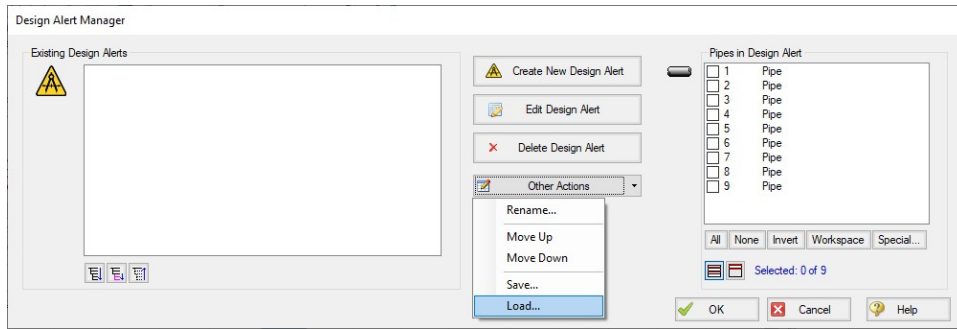 Design Alert Manager
Existing Design Alerts
Create New Design Alert
Edit Design Alert
Delete Design Alert
Other Actions
Rename...
Move Up
Move Down
Save...
Load...
Pipes in Design Alert
1 Pipe
2 Pipe
3 Pipe
4 Pipe
5 Pipe
6 Pipe
7 Pipe
8 Pipe
9 Pipe
All None Invert Workspace Special...
Selected: 0 of 9
OK Cancel Help